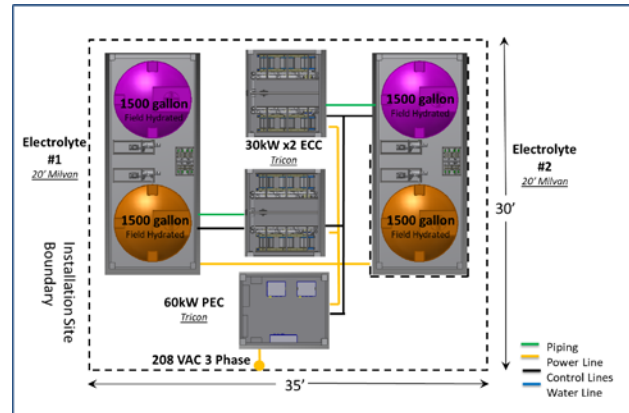 1500 gallon
Field Hydrated
Electrolyte
#1
20' Milvan
1500 gallon
Field Hydrated
30kW x2 ECC
Tricon
1500 gallon
Field Hydrated
Electrolyte
#2
20' Milvan
1500 gallon
Field Hydrated
30'
Installation Site
Boundary
60kW PEC
Tricon
208 VAC 3 Phase
35'
Piping
Power Line
Control Lines
Water Line